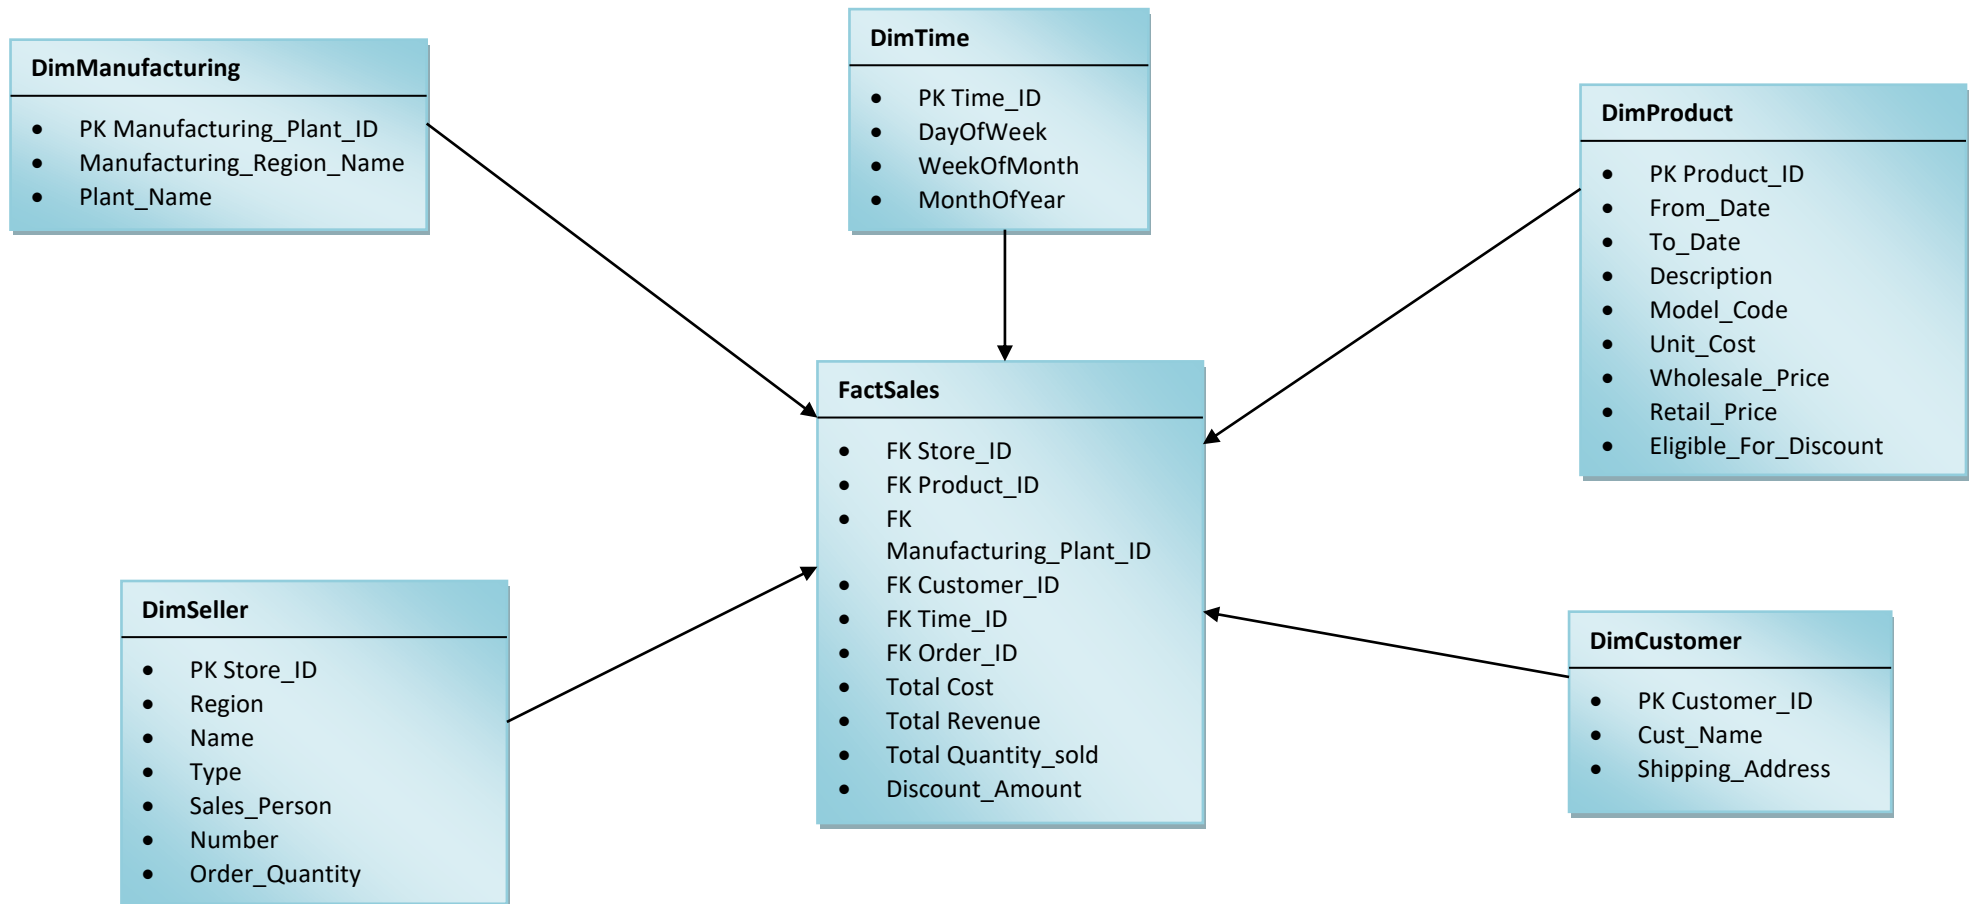 DimManufacturing
PK Manufacturing_Plant_ID
Manufacturing_Region_Name
Plant_Name
DimTime
PK Time_ID
DayOfWeek
WeekOfMonth
MonthOfYear
DimProduct
PK Product_ID
From_Date
To_Date
Description
Model_Code
Unit_Cost
Wholesale_Price
Retail_Price
Eligible_For_Discount
FactSales
FK Store_ID
FK Product_ID
FK
Manufacturing_Plant_ID
FK Customer_ID
FK Time_ID
FK Order_ID
Total Cost
Total Revenue
Total Quantity_sold
Discount_Amount
DimSeller
PK Store_ID
Region
Name
Type
Sales_Person
Number
Order_Quantity
DimCustomer
PK Customer_ID
Cust_Name
Shipping_Address